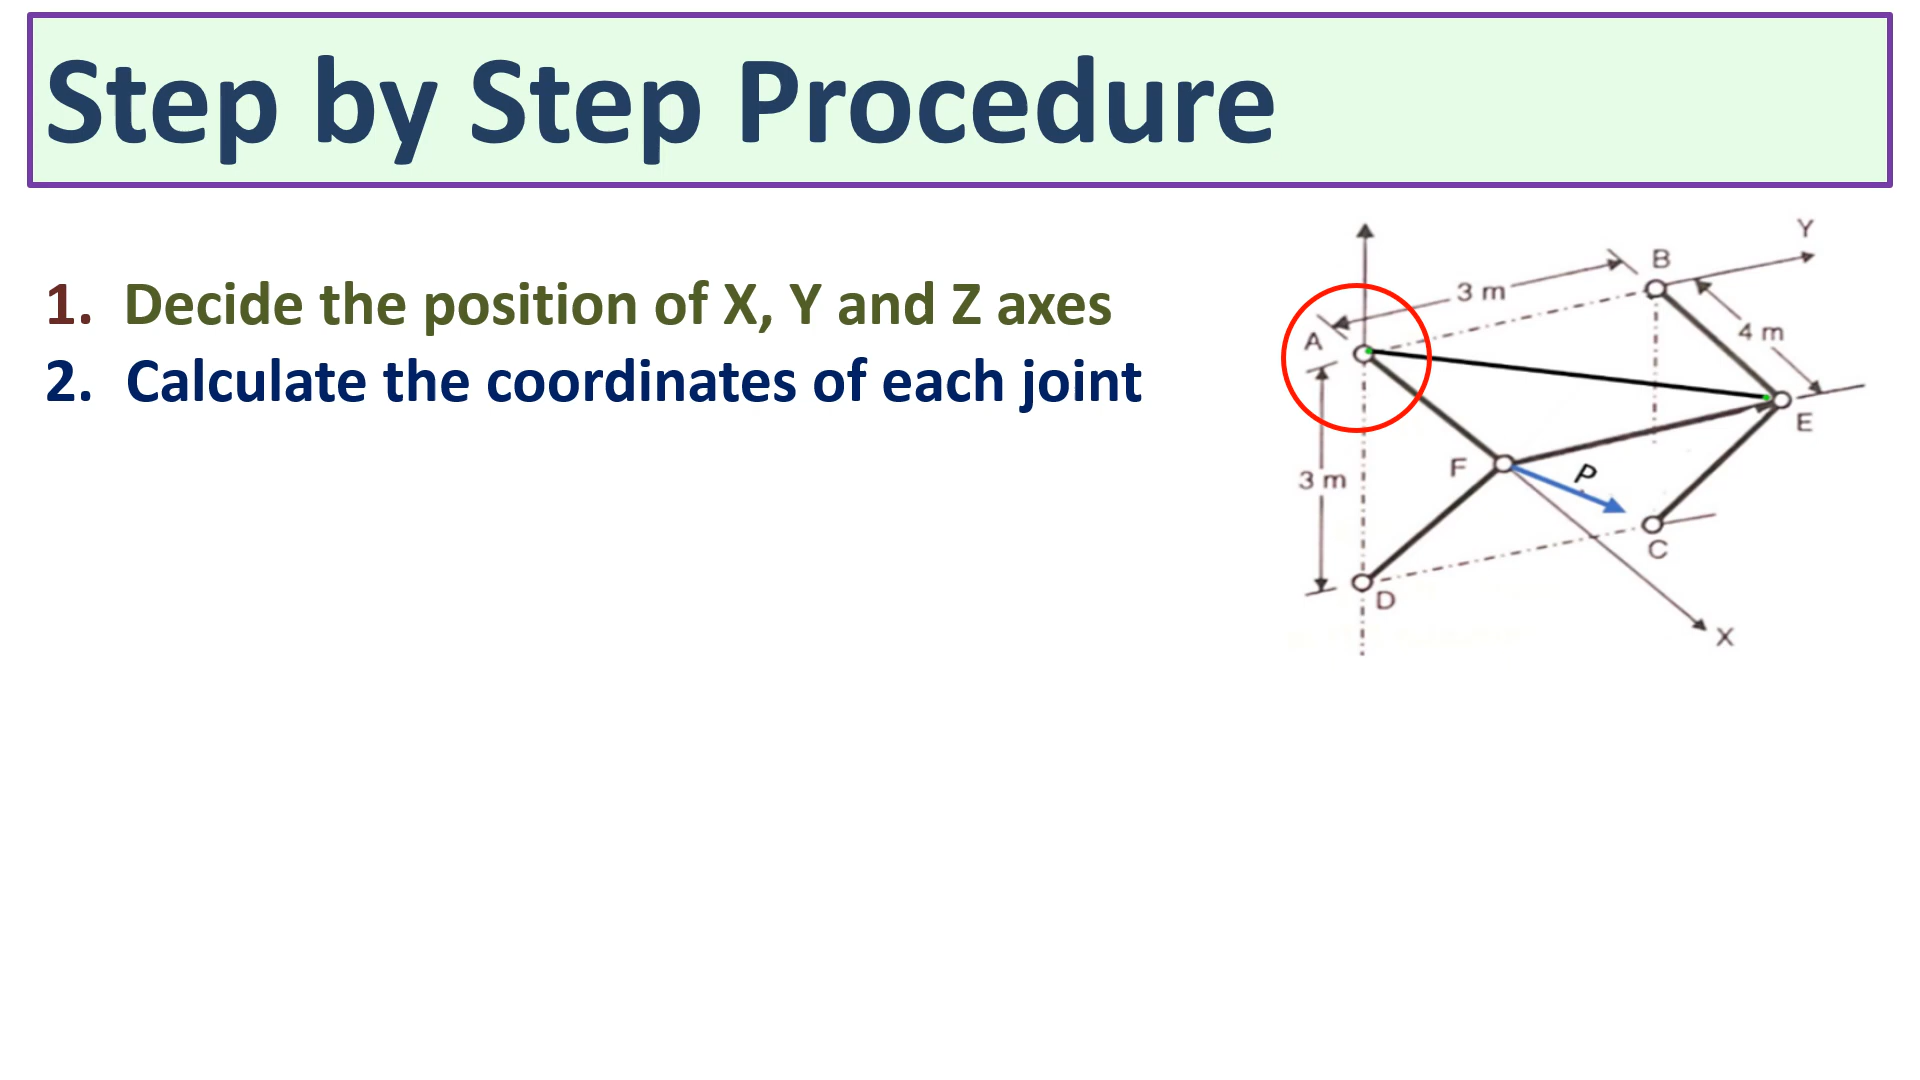 Step by Step Procedure
1. Decide the position of X, Y and Z axes
2. Calculate the coordinates of each joint
Y
B
3 m
A
4 m
E
F
P
3 m
C
D
X